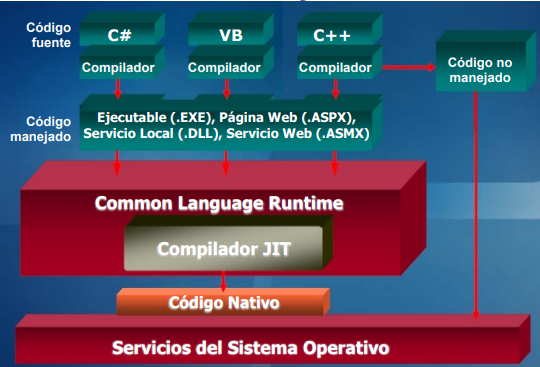 Código
fuente
C#
VB
C++
Compilador
Compilador
Compilador
Código no
manejado
Código
manejado
Ejecutable (.EXE), Página Web (.ASPX),
Servicio Local (.DLL), Servicio Web (.ASMX)
Common Language Runtime
Compilador JIT
Código Nativo
Servicios del Sistema Operativo